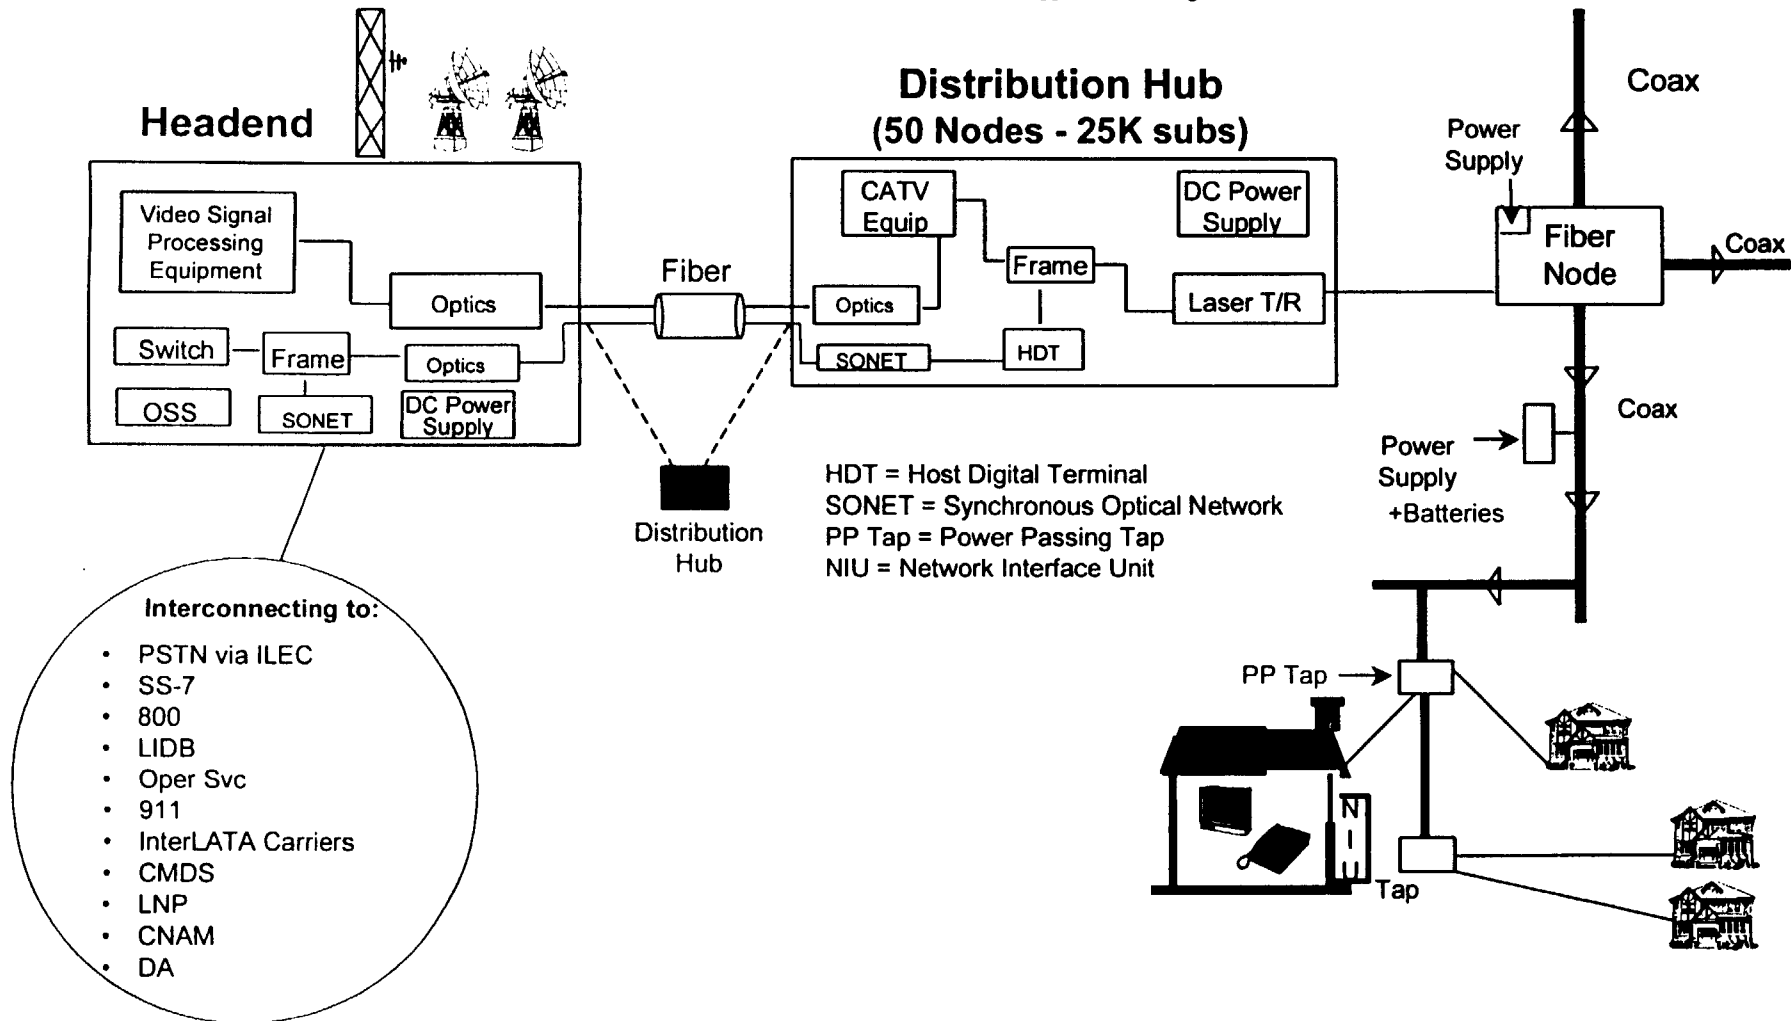 Headend
Video Signal
Processing
Equipment
Optics
Switch
Frame
Optics
OSS
SONET
DC Power
Supply
Fiber
Distribution
Hub
Distribution Hub
(50 Nodes - 25K subs)
CATV
Equip
DC Power
Supply
Frame
Optics
Laser T/R
SONET
HDT
Power
Supply
Coax
Fiber
Node
Coax
Coax
Power
Supply
+Batteries
HDT = Host Digital Terminal
SONET = Synchronous Optical Network
PP Tap = Power Passing Tap
NIU = Network Interface Unit
Interconnecting to:
• PSTN via ILEC
• SS-7
• 800
• LIDB
• Oper Svc
• 911
• InterLATA Carriers
• CMDS
• LNP
• CNAM
• DA
PP Tap
N
I
U
Tap